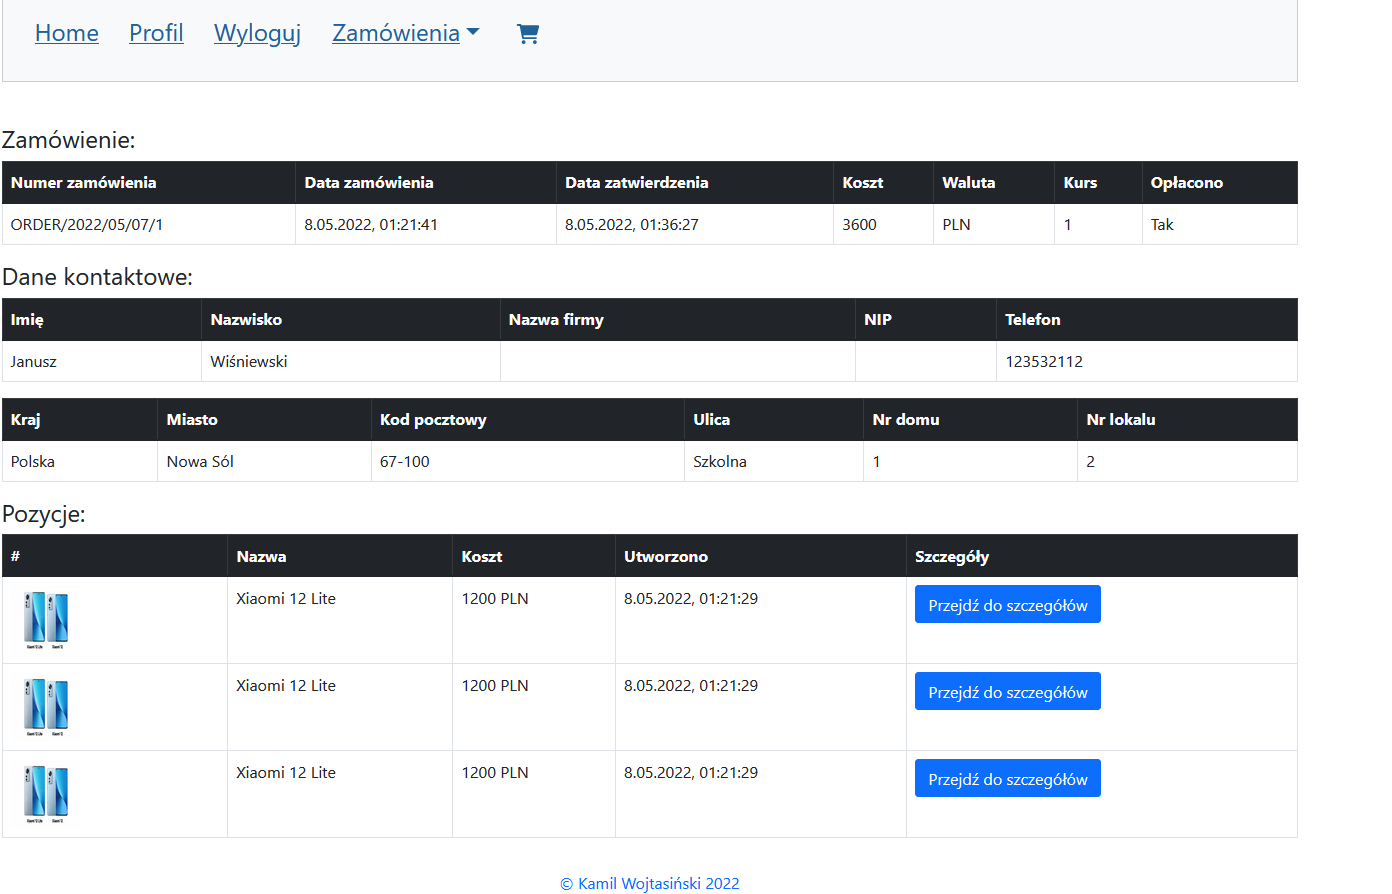 Home Profil Wyloguj Zamówienia
Zamówienie:
Numer zamówienia Data zamówienia Data zatwierdzenia Koszt Waluta Kurs Opłacono
ORDER/2022/05/07/1 8.05.2022, 01:21:41 8.05.2022, 01:36:27 3600 PLN 1 Tak
Dane kontaktowe:
Imię Nazwisko Nazwa firmy NIP Telefon
Janusz Wiśniewski 123532112
Kraj Miasto Kod pocztowy Ulica Nr domu Nr lokalu
Polska Nowa Sól 67-100 Szkolna 1 2
Pozycje:
# Nazwa Koszt Utworzono Szczegóły
Xiaomi 12 Lite 1200 PLN 8.05.2022, 01:21:29 Przejdź do szczegółów
Xiaomi 12 Lite 1200 PLN 8.05.2022, 01:21:29 Przejdź do szczegółów
Xiaomi 12 Lite 1200 PLN 8.05.2022, 01:21:29 Przejdź do szczegółów
© Kamil Wojtasiński 2022